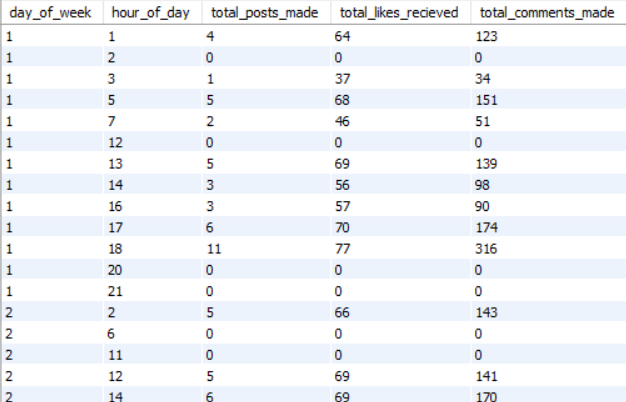 day_of_week hour_of_day total_posts_made total_likes_recieved total_comments_made
1 1 4 64 123
1 2 0 0 0
1 3 1 37 34
1 5 5 68 151
1 7 2 46 51
1 12 0 0 0
1 13 5 69 139
1 14 3 56 98
1 16 3 57 90
1 17 6 70 174
1 18 11 77 316
1 20 0 0 0
1 21 0 0 0
2 2 5 66 143
2 6 0 0 0
2 11 0 0 0
2 12 5 69 141
2 14 6 69 170